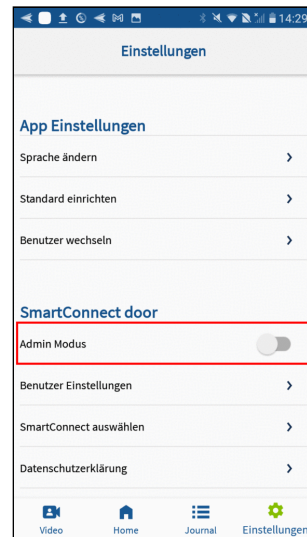 14:29
Einstellungen
App Einstellungen
Sprache ändern
Standard einrichten
Benutzer wechseln
SmartConnect door
Admin Modus
Benutzer Einstellungen
SmartConnect auswählen
Datenschutzerklärung
Video Home Journal Einstellungen